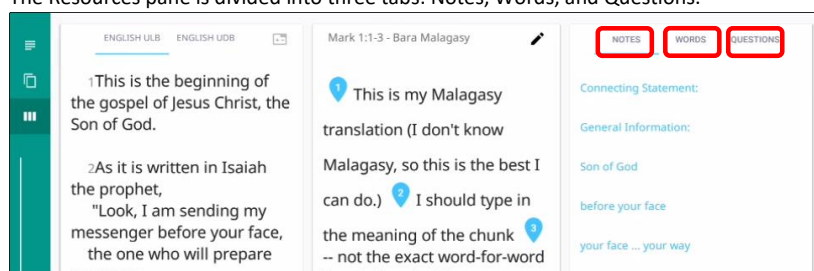 The Resources pane is divided into three tabs: Notes, Words, and Questions.
ENGLISH ULB ENGLISH UDB
1This is the beginning of
the gospel of Jesus Christ, the
Son of God.
2As it is written in Isaiah
the prophet,
"Look, I am sending my
messenger before your face,
the one who will prepare
Mark 1:1-3 - Bara Malagasy
1 This is my Malagasy
translation (I don't know
Malagasy, so this is the best I
can do.) 2 I should type in
the meaning of the chunk 3
-- not the exact word-for-word
NOTES WORDS QUESTIONS
Connecting Statement:
General Information:
Son of God
before your face
your face ... your way